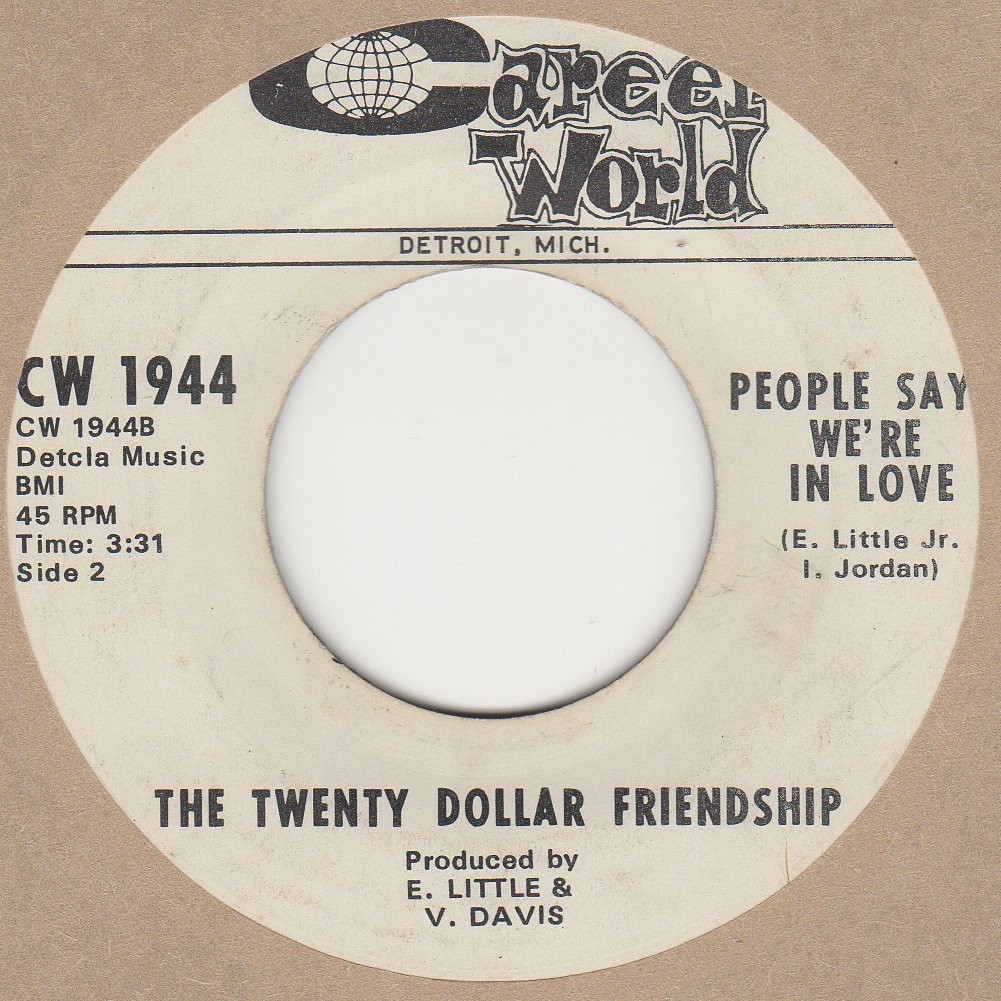 Career
World
DETROIT, MICH.
CW 1944
CW 1944B
Detcla Music
BMI
45 RPM
Time: 3:31
Side 2
PEOPLE SAY
WE'RE
IN LOVE
(E. Little Jr.
I. Jordan)
THE TWENTY DOLLAR FRIENDSHIP
Produced by
E. LITTLE &
V. DAVIS